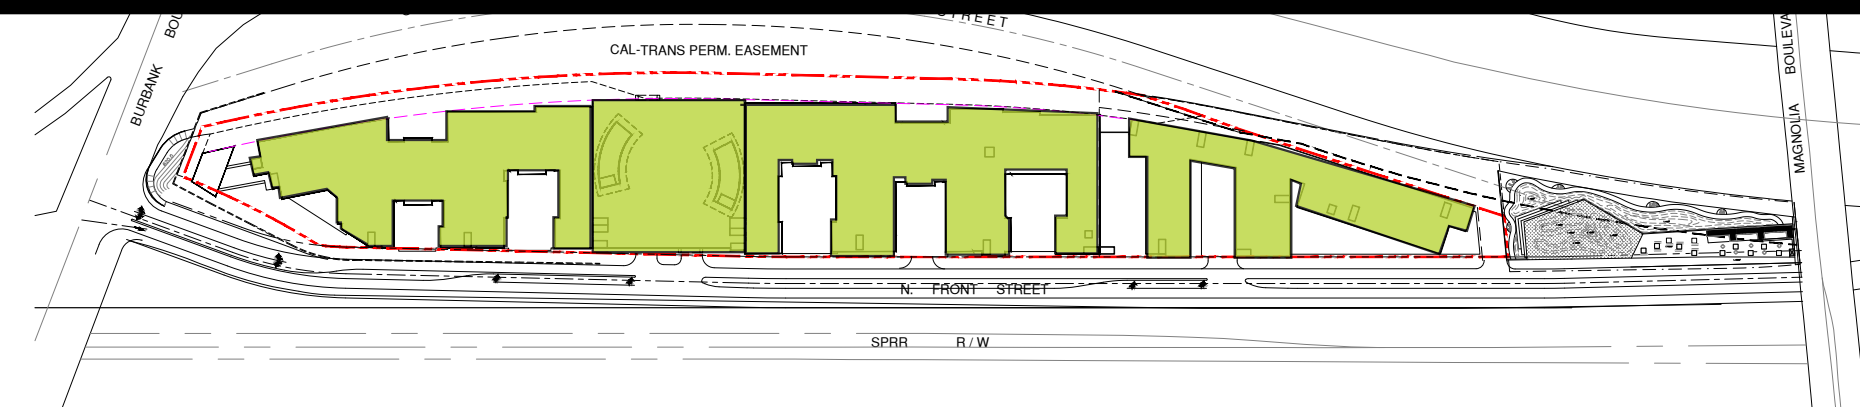 STREET
CAL-TRANS PERM. EASEMENT
BURBANK
MAGNOLIA
N. FRONT STREET
SPRR R / W